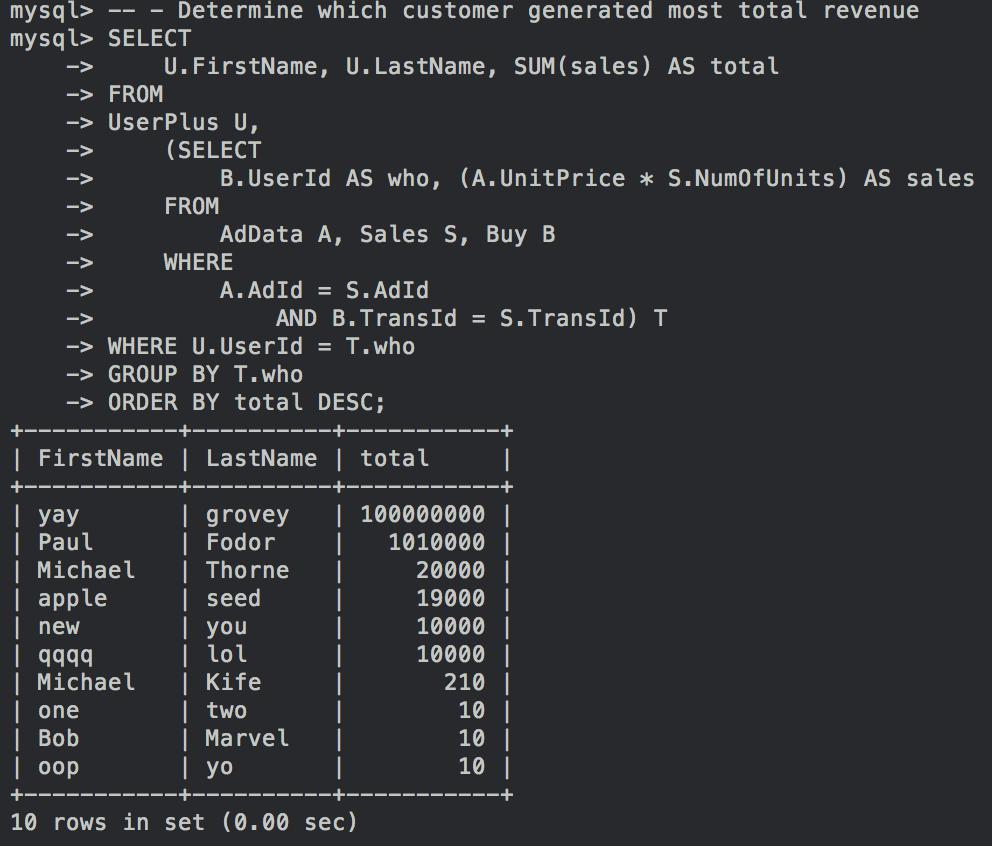 mysql> -- - Determine which customer generated most total revenue
mysql> SELECT
    ->     U.FirstName, U.LastName, SUM(sales) AS total
    -> FROM
    -> UserPlus U,
    ->     (SELECT
    ->         B.UserId AS who, (A.UnitPrice * S.NumOfUnits) AS sales
    ->     FROM
    ->         AdData A, Sales S, Buy B
    ->     WHERE
    ->         A.AdId = S.AdId
    ->             AND B.TransId = S.TransId) T
    -> WHERE U.UserId = T.who
    -> GROUP BY T.who
    -> ORDER BY total DESC;
+-----------+----------+-----------+
| FirstName | LastName | total     |
+-----------+----------+-----------+
| yay       | grovey   | 100000000 |
| Paul      | Fodor    |   1010000 |
| Michael   | Thorne   |     20000 |
| apple     | seed     |     19000 |
| new       | you      |     10000 |
| qqqq      | lol      |     10000 |
| Michael   | Kife     |       210 |
| one       | two      |        10 |
| Bob       | Marvel   |        10 |
| oop       | yo       |        10 |
+-----------+----------+-----------+
10 rows in set (0.00 sec)